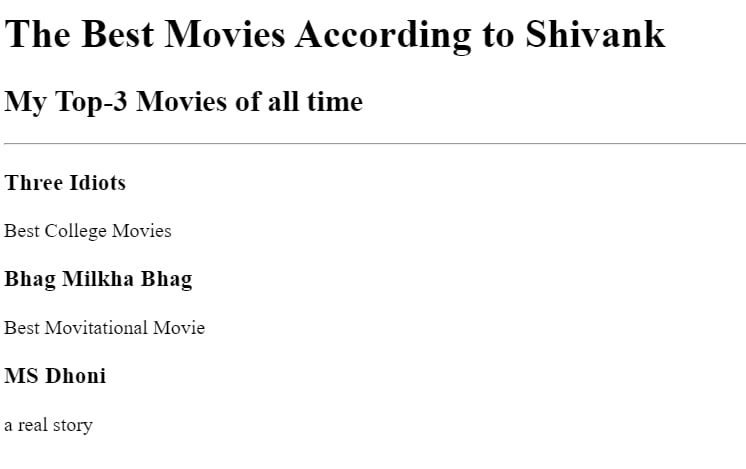 The Best Movies According to Shivank
My Top-3 Movies of all time
Three Idiots
Best College Movies
Bhag Milkha Bhag
Best Movitational Movie
MS Dhoni
a real story